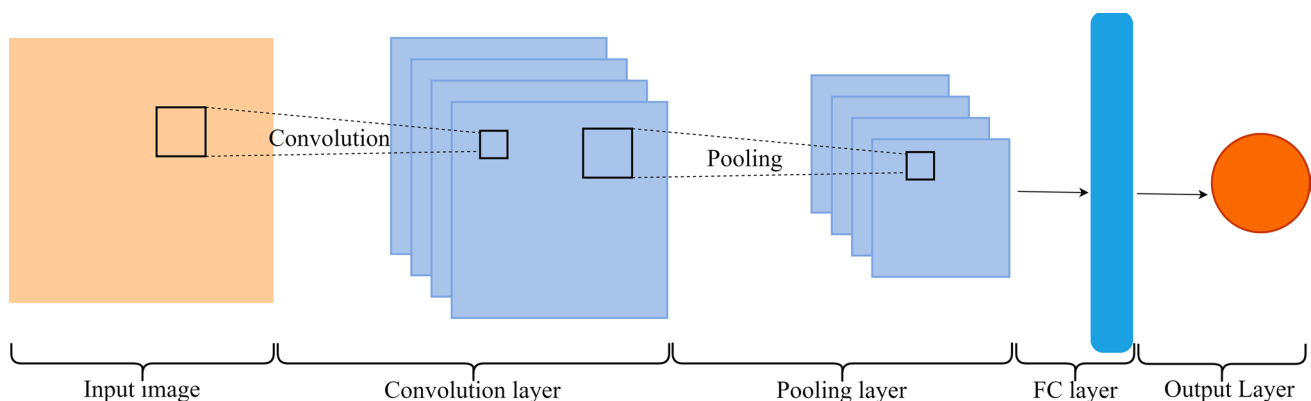 Convolution
Pooling
Input image
Convolution layer
Pooling layer
FC layer
Output Layer